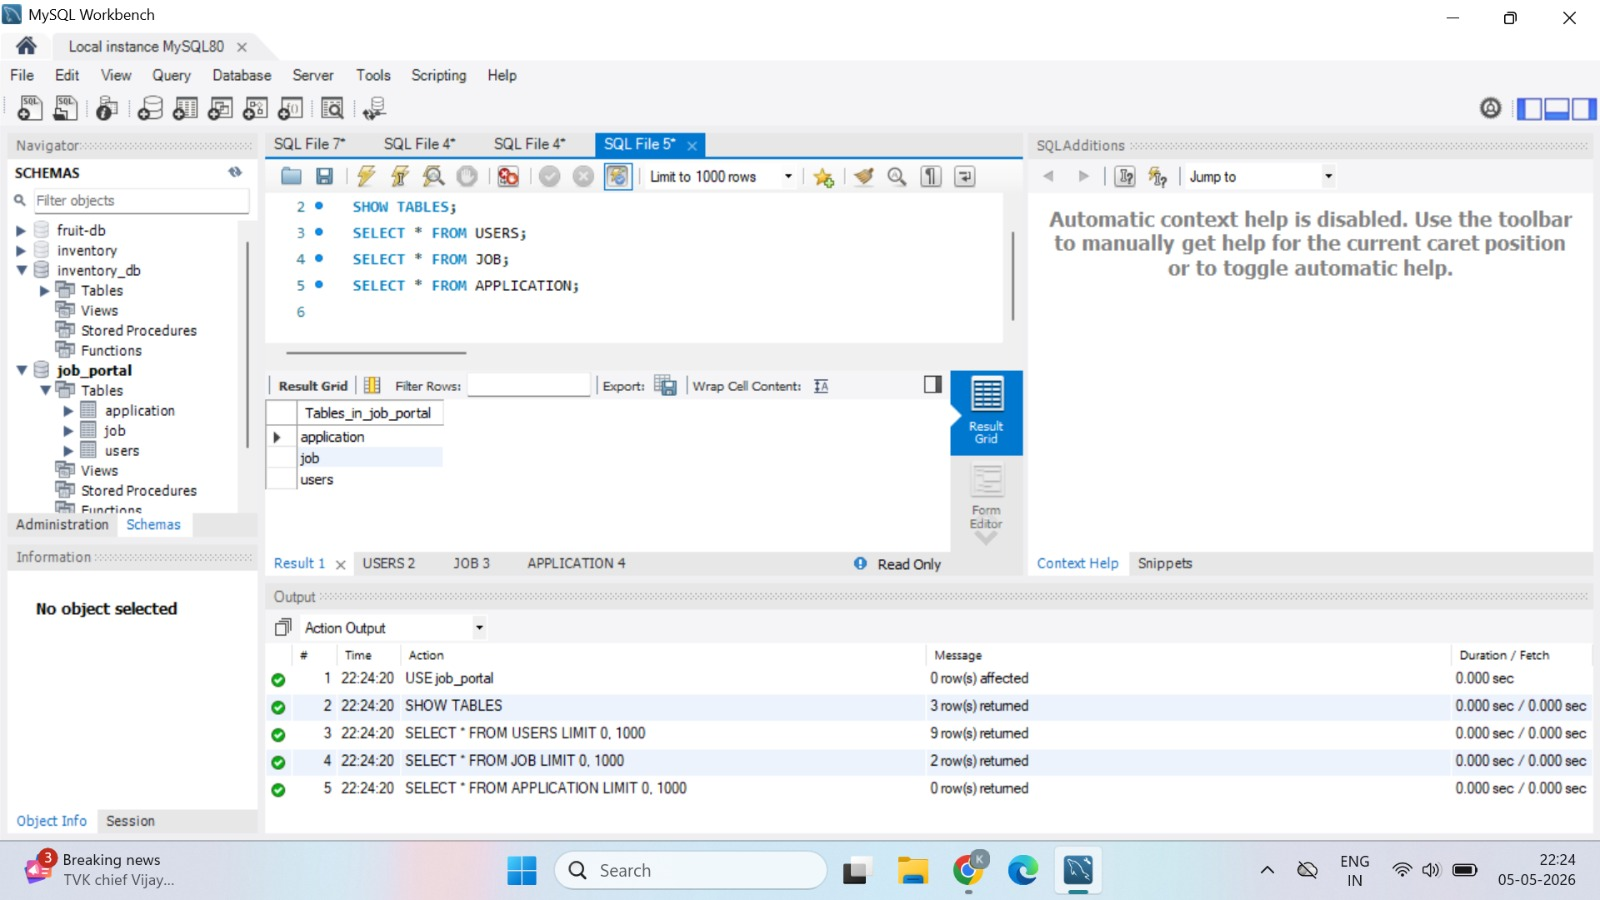 MySQL Workbench
Local instance MySQL80
File Edit View Query Database Server Tools Scripting Help
Navigator
SCHEMAS
Filter objects
fruit-db
inventory
inventory_db
Tables
Views
Stored Procedures
Functions
job_portal
Tables
application
job
users
Views
Stored Procedures
Functions
Administration Schemas
Information
No object selected
Object Info Session
SQL File 7* SQL File 4* SQL File 4* SQL File 5*
Limit to 1000 rows
2 SHOW TABLES;
3 SELECT * FROM USERS;
4 SELECT * FROM JOB;
5 SELECT * FROM APPLICATION;
6
Result Grid Filter Rows: Export: Wrap Cell Content:
Tables_in_job_portal
application
job
users
Result
Grid
Form
Editor
Result 1 USERS 2 JOB 3 APPLICATION 4 Read Only
SQLAdditions
Jump to
Automatic context help is disabled. Use the toolbar
to manually get help for the current caret position
or to toggle automatic help.
Context Help Snippets
Output
Action Output
# Time Action Message Duration / Fetch
1 22:24:20 USE job_portal 0 row(s) affected 0.000 sec
2 22:24:20 SHOW TABLES 3 row(s) returned 0.000 sec / 0.000 sec
3 22:24:20 SELECT * FROM USERS LIMIT 0, 1000 9 row(s) returned 0.000 sec / 0.000 sec
4 22:24:20 SELECT * FROM JOB LIMIT 0, 1000 2 row(s) returned 0.000 sec / 0.000 sec
5 22:24:20 SELECT * FROM APPLICATION LIMIT 0, 1000 0 row(s) returned 0.000 sec / 0.000 sec
3
Breaking news
TVK chief Vijay...
Search
K
ENG
IN
22:24
05-05-2026